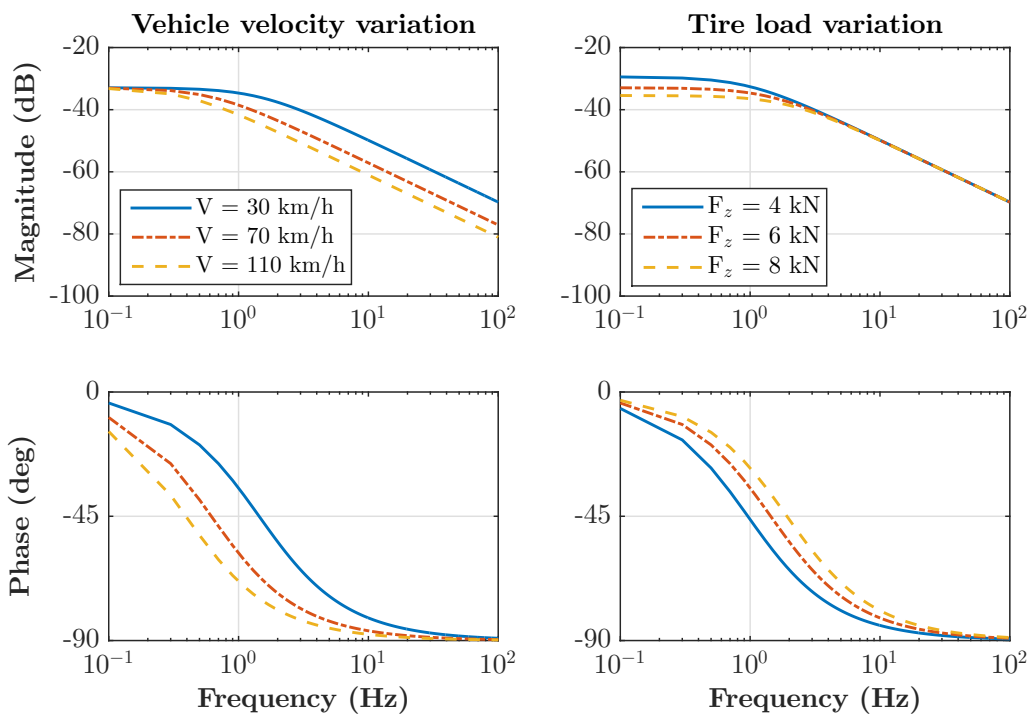 Vehicle velocity variation
Magnitude (dB)
-20
-40
-60
-80
-100
V = 30 km/h
V = 70 km/h
V = 110 km/h
10^-1
10^0
10^1
10^2
Tire load variation
-20
-40
-60
-80
-100
F_z = 4 kN
F_z = 6 kN
F_z = 8 kN
10^-1
10^0
10^1
10^2
Phase (deg)
0
-45
-90
10^-1
10^0
10^1
10^2
Frequency (Hz)
0
-45
-90
10^-1
10^0
10^1
10^2
Frequency (Hz)